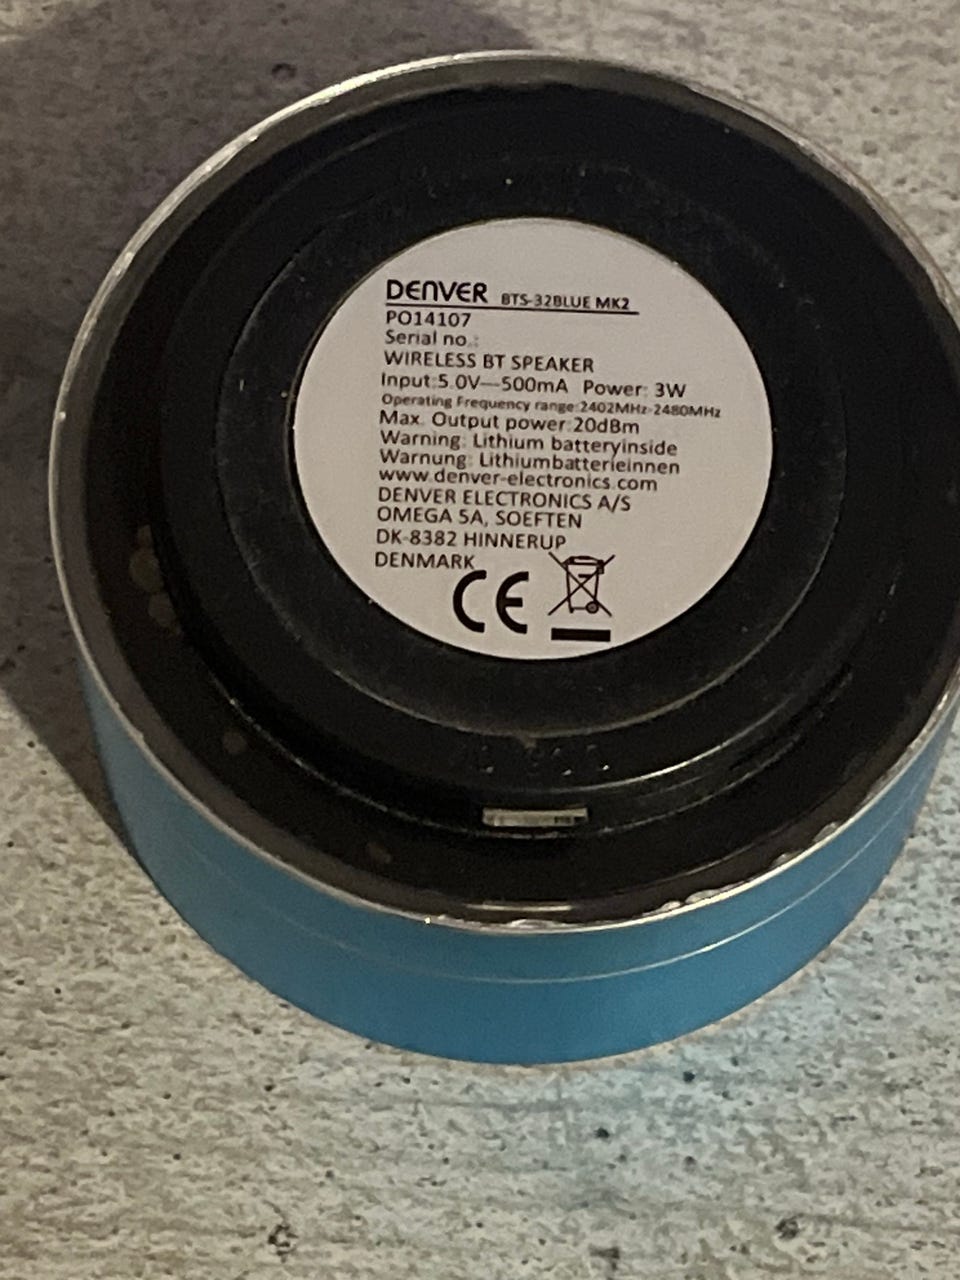 DENVER BTS-32BLUE MK2
PO14107
Serial no.:
WIRELESS BT SPEAKER
Input:5.0V—500mA Power: 3W
Operating Frequency range:2402MHz-2480MHz
Max. Output power:20dBm
Warning: Lithium batteryinside
Warnung: Lithiumbatterieinnen
www.denver-electronics.com
DENVER ELECTRONICS A/S
OMEGA 5A, SOEFTEN
DK-8382 HINNERUP
DENMARK
CE